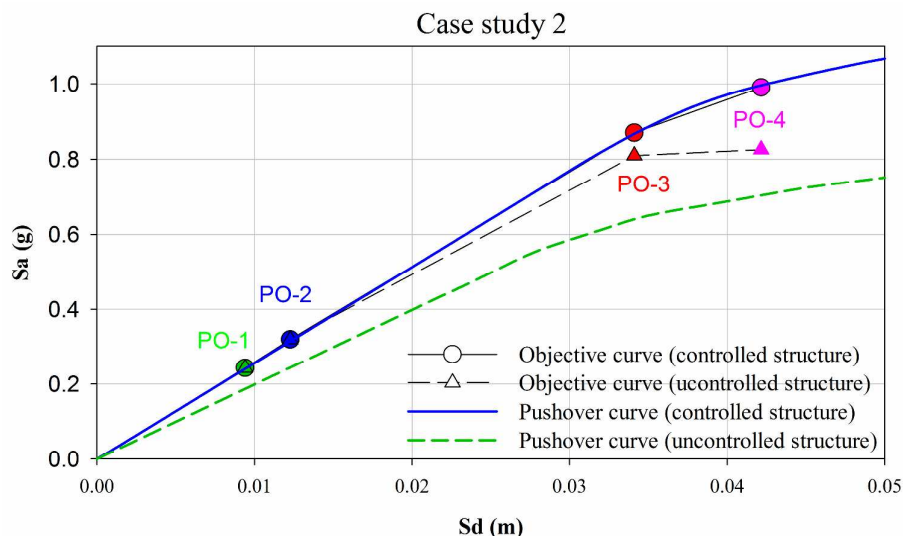 Case study 2
1.0
0.8
0.6
0.4
0.2
0.0
Sa (g)
PO-1
PO-2
PO-3
PO-4
Objective curve (controlled structure)
Objective curve (ucontrolled structure)
Pushover curve (controlled structure)
Pushover curve (uncontrolled structure)
0.00 0.01 0.02 0.03 0.04 0.05
Sd (m)